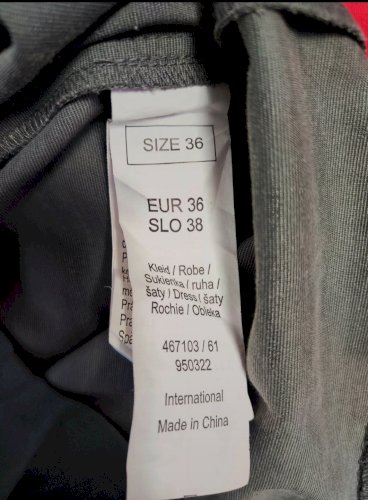 SIZE 36
EUR 36
SLO 38
Kleid / Robe /
Sukienka / ruha /
šaty / Dress / šaty
Rochie / Obleka
467103 / 61
950322
International
Made in China